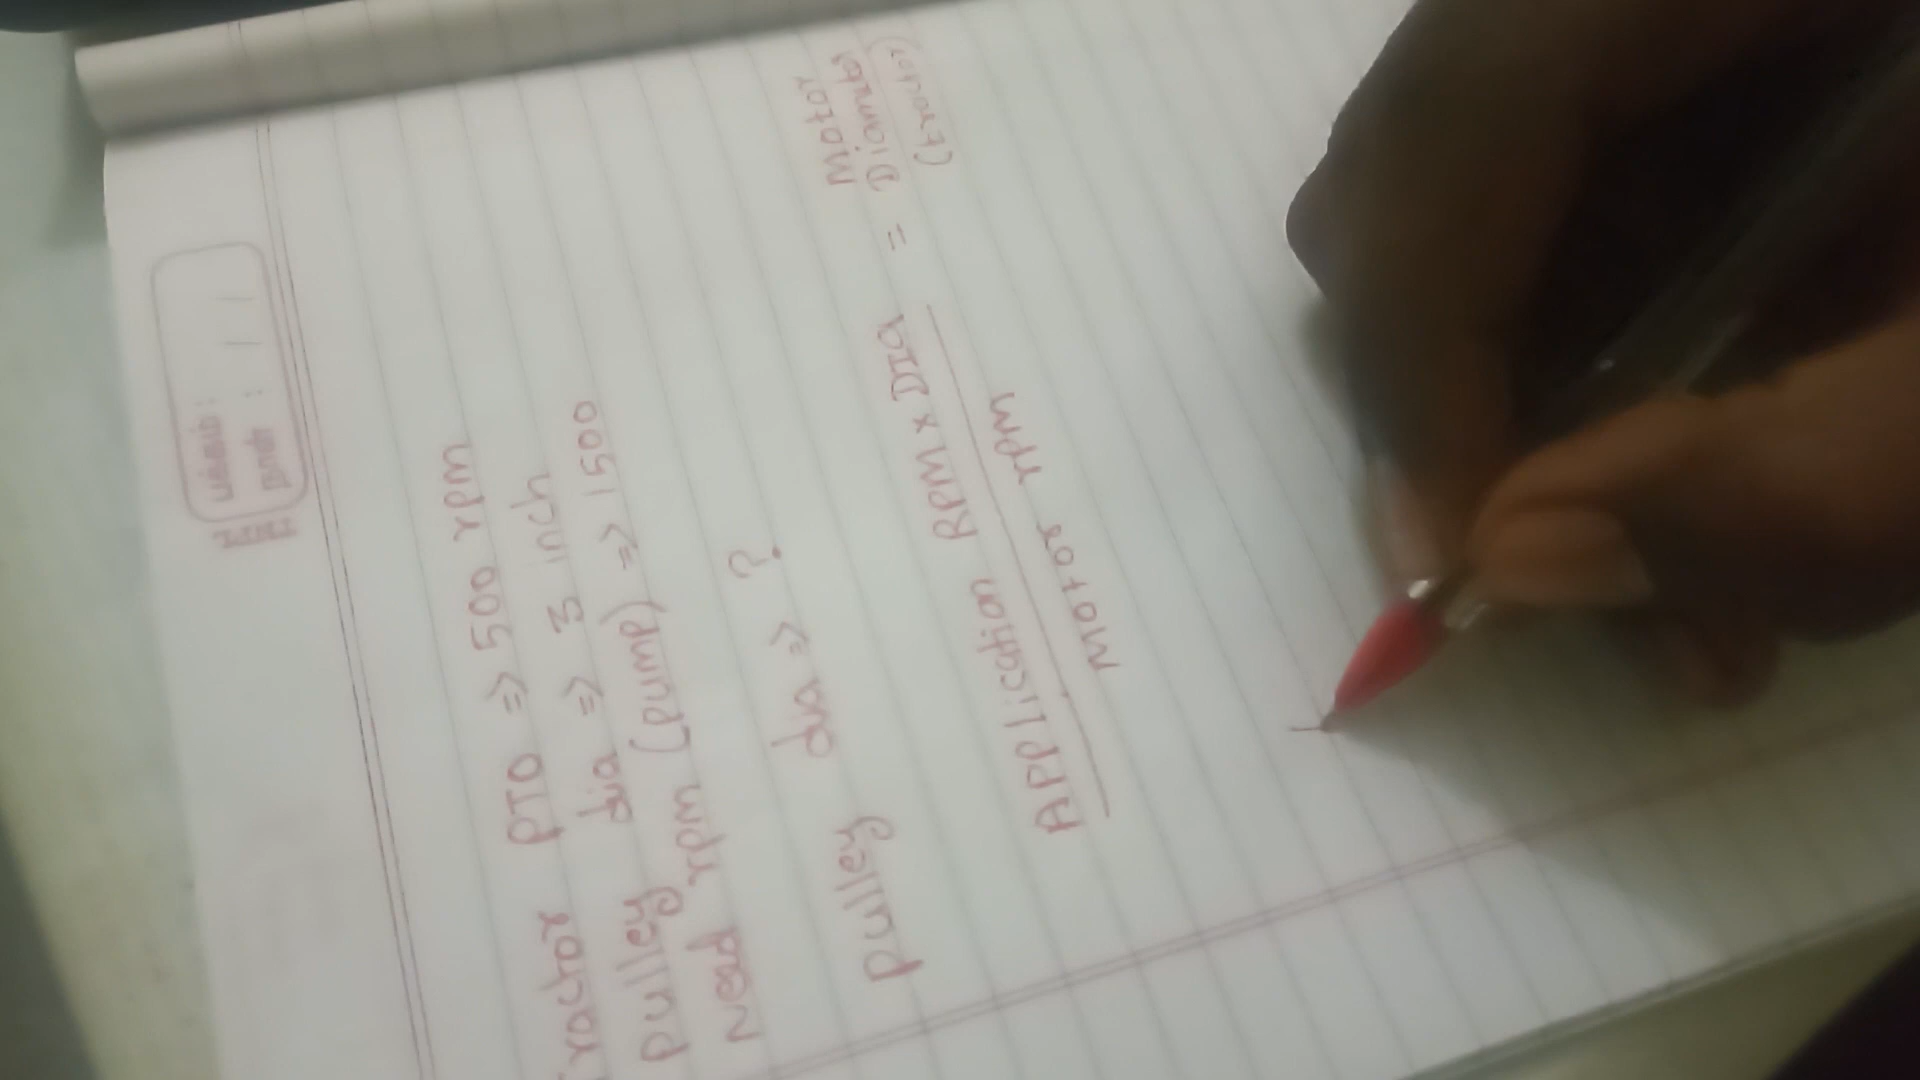 दिनांक :
पृष्ठ :
Tractor PTO => 500 rpm
pulley dia => 3 inch
Need rpm (pump) => 1500
pulley dia => ?
Application RPM x DIA = Motor Diameter (tractor)
Motor rpm